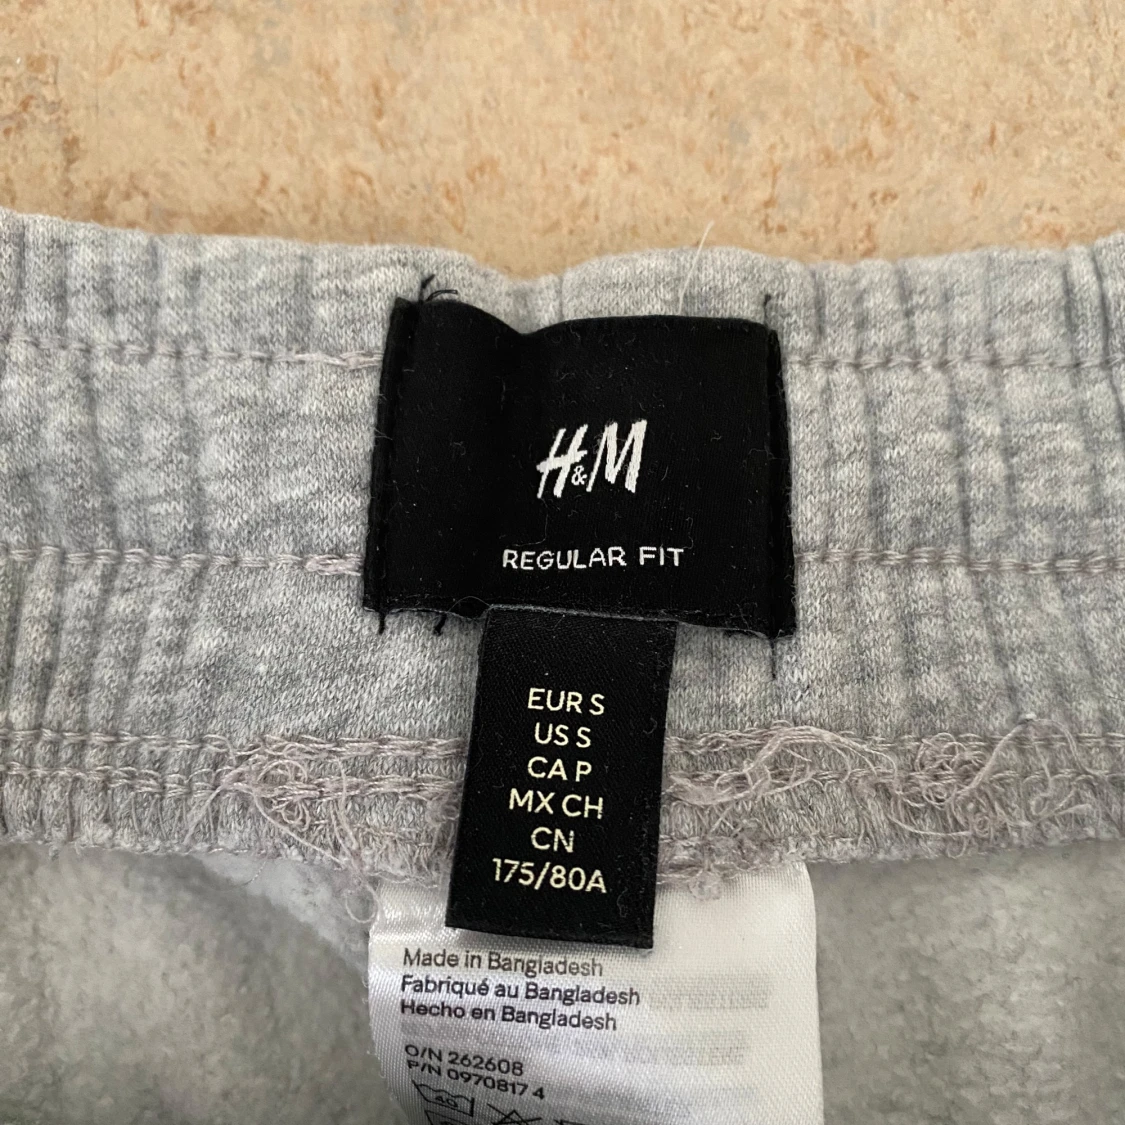 H&M
REGULAR FIT
EUR S
US S
CA P
MX CH
CN
175/80A
Made in Bangladesh
Fabriqué au Bangladesh
Hecho en Bangladesh
O/N 262608
P/N 0970817 4
40